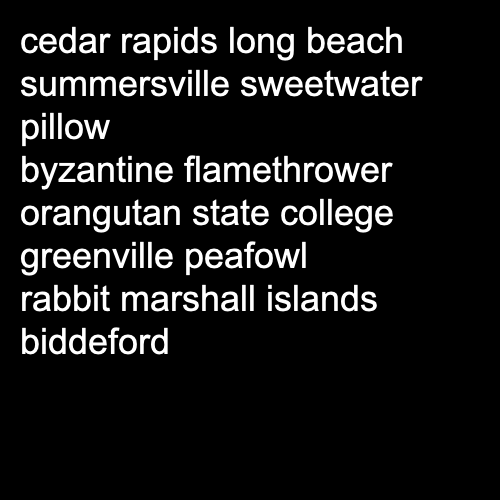 cedar rapids long beach
summersville sweetwater
pillow
byzantine flamethrower
orangutan state college
greenville peafowl
rabbit marshall islands
biddeford